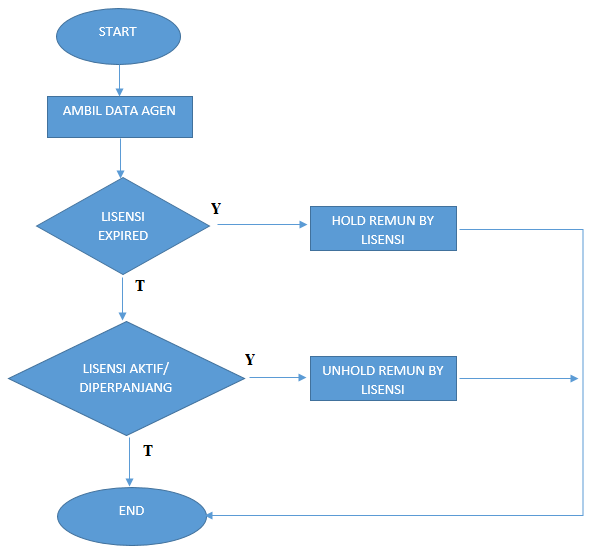 START
AMBIL DATA AGEN
LISENSI
EXPIRED
Y
HOLD REMUN BY
LISENSI
T
LISENSI AKTIF/
DIPERPANJANG
Y
UNHOLD REMUN BY
LISENSI
T
END